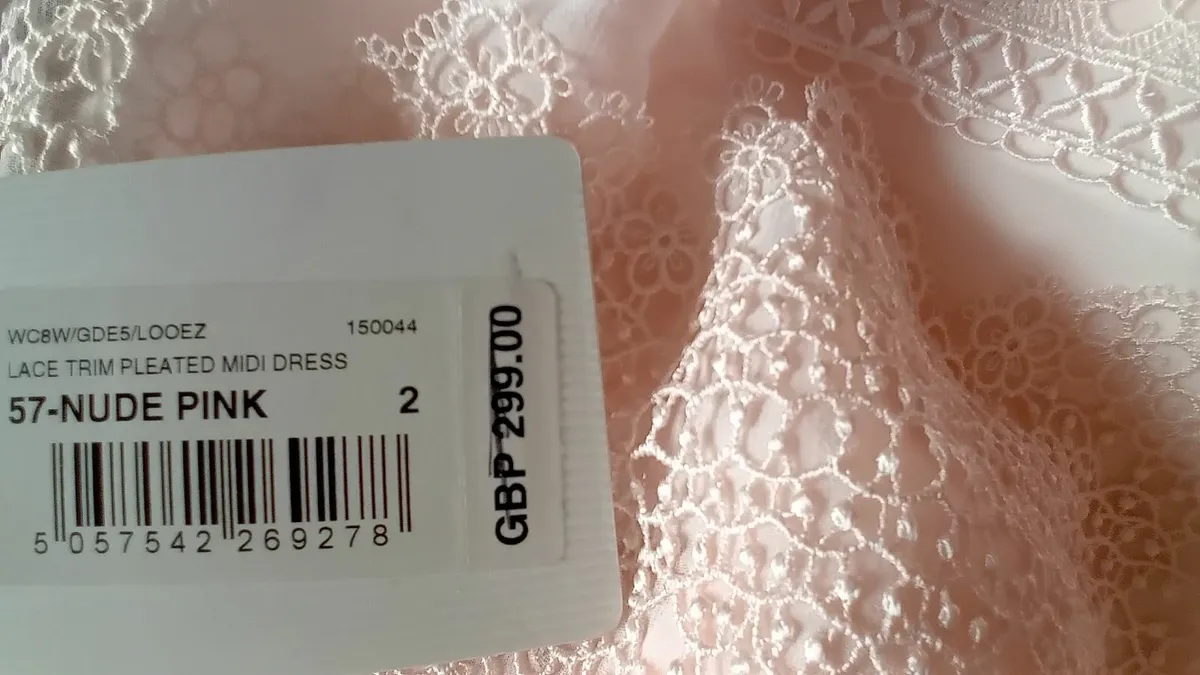 WC8W/GDE5/LOOEZ 150044
LACE TRIM PLEATED MIDI DRESS
57-NUDE PINK 2
5 057542 269278
GBP 299.00